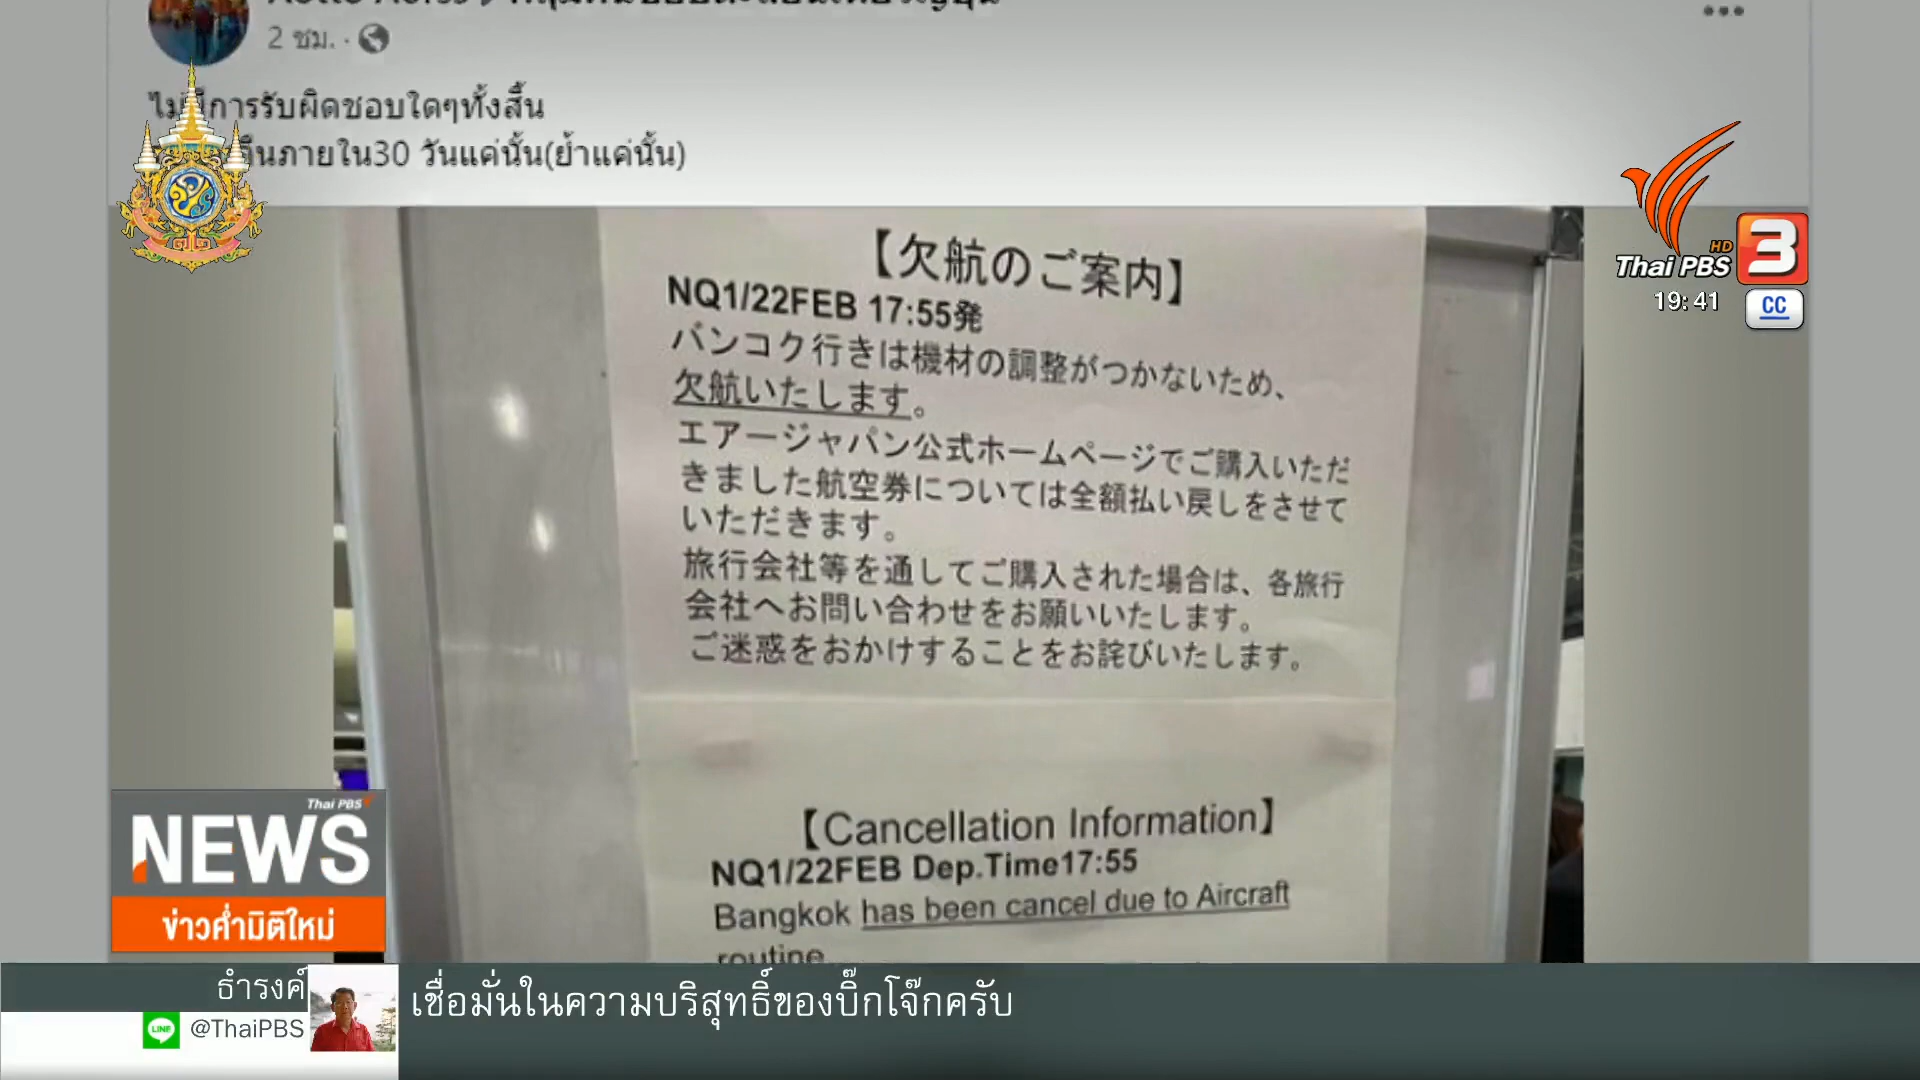 2 ชม.
ไม่มีการรับผิดชอบใดๆทั้งสิ้น
ภายใน30 วันแค่นั้น(ย้ำแค่นั้น)
HD
Thai PBS
3
19:41
CC
【欠航のご案内】
NQ1/22FEB 17:55発
バンコク行きは機材の調整がつかないため、
欠航いたします。
エアージャパン公式ホームページでご購入いただ
きました航空券については全額払い戻しをさせて
いただきます。
旅行会社等を通してご購入された場合は、各旅行
会社へお問い合わせをお願いいたします。
ご迷惑をおかけすることをお詫びいたします。
【Cancellation Information】
NQ1/22FEB Dep.Time17:55
Bangkok has been cancel due to Aircraft
routine
Thai PBS
NEWS
ข่าวค่ำมิติใหม่
ธำรงค์
LINE @ThaiPBS
เชื่อมั่นในความบริสุทธิ์ของบิ๊กโจ๊กครับ